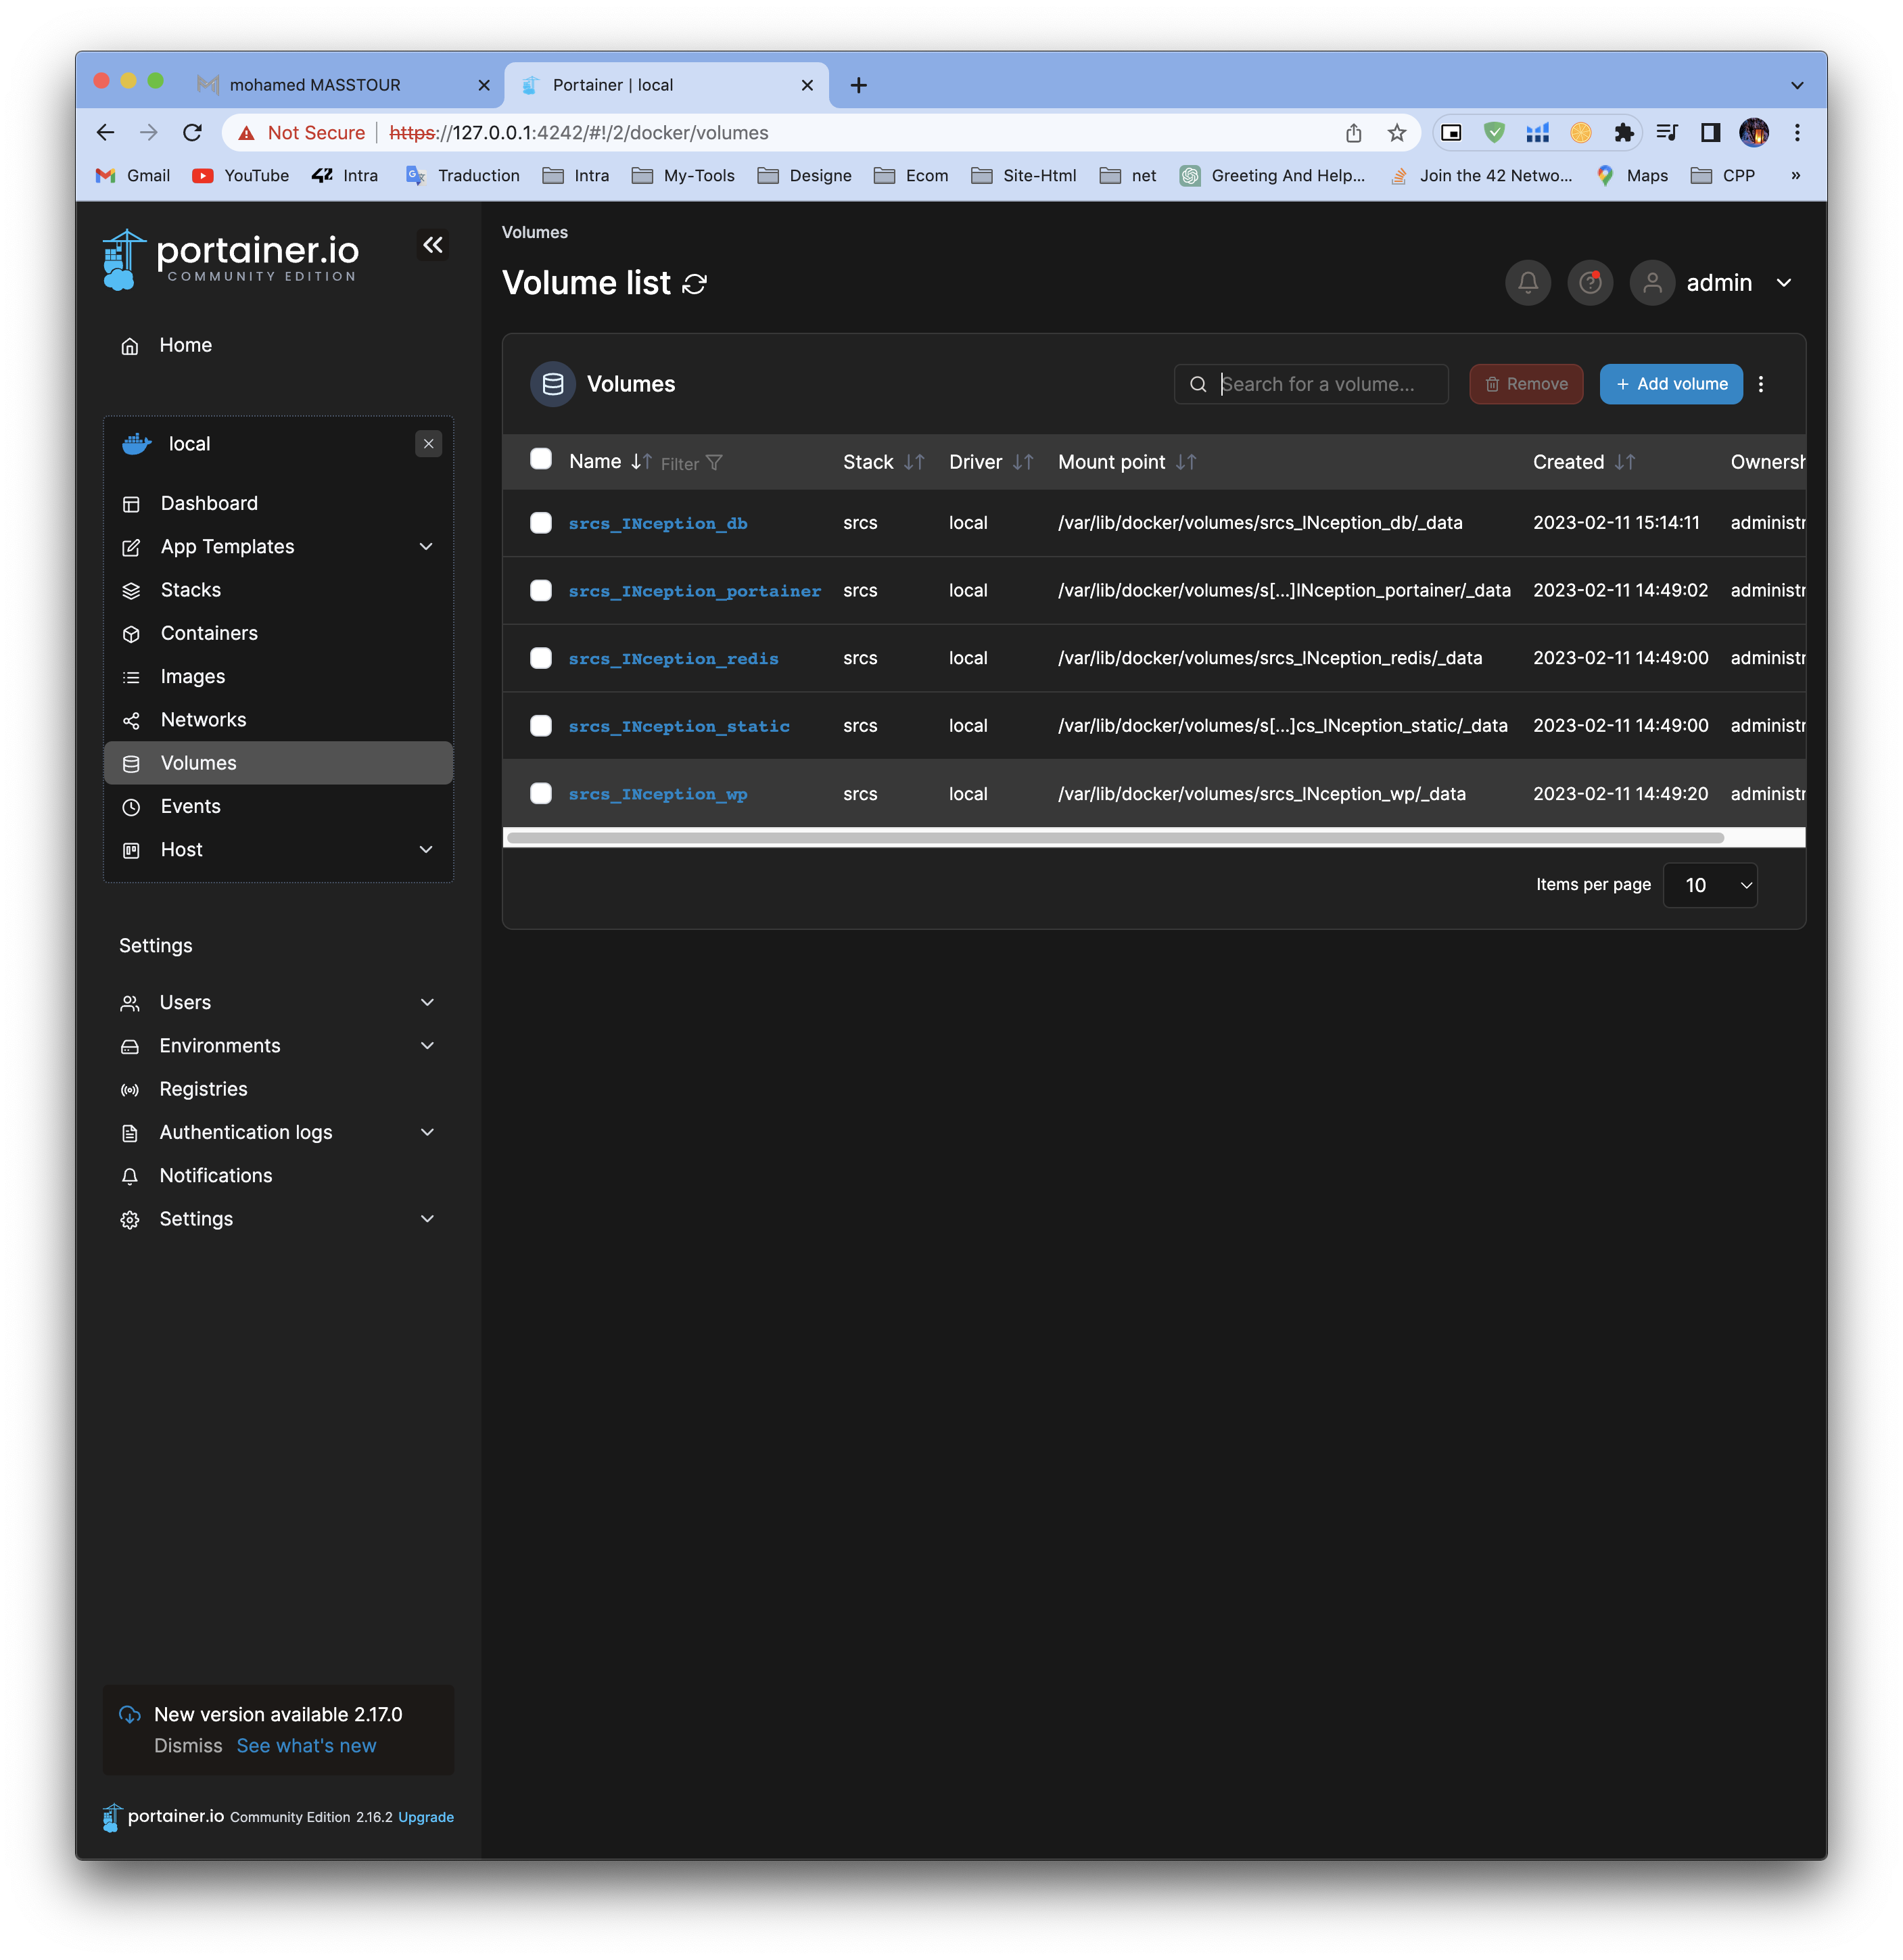 mohamed MASSTOUR
Portainer | local
Not Secure
https://127.0.0.1:4242/#!/2/docker/volumes
Gmail YouTube 42 Intra Traduction Intra My-Tools Designe Ecom Site-Html net Greeting And Help... Join the 42 Netwo... Maps CPP »
portainer.io
COMMUNITY EDITION
Home
local
Dashboard
App Templates
Stacks
Containers
Images
Networks
Volumes
Events
Host
Settings
Users
Environments
Registries
Authentication logs
Notifications
Settings
New version available 2.17.0
Dismiss See what's new
portainer.io Community Edition 2.16.2 Upgrade
Volumes
Volume list
admin
Volumes
Search for a volume...
Remove
+ Add volume
Name Filter Stack Driver Mount point Created Ownersh
srcs_INception_db srcs local /var/lib/docker/volumes/srcs_INception_db/_data 2023-02-11 15:14:11 administr
srcs_INception_portainer srcs local /var/lib/docker/volumes/s[...]INception_portainer/_data 2023-02-11 14:49:02 administr
srcs_INception_redis srcs local /var/lib/docker/volumes/srcs_INception_redis/_data 2023-02-11 14:49:00 administr
srcs_INception_static srcs local /var/lib/docker/volumes/s[...]cs_INception_static/_data 2023-02-11 14:49:00 administr
srcs_INception_wp srcs local /var/lib/docker/volumes/srcs_INception_wp/_data 2023-02-11 14:49:20 administr
Items per page 10